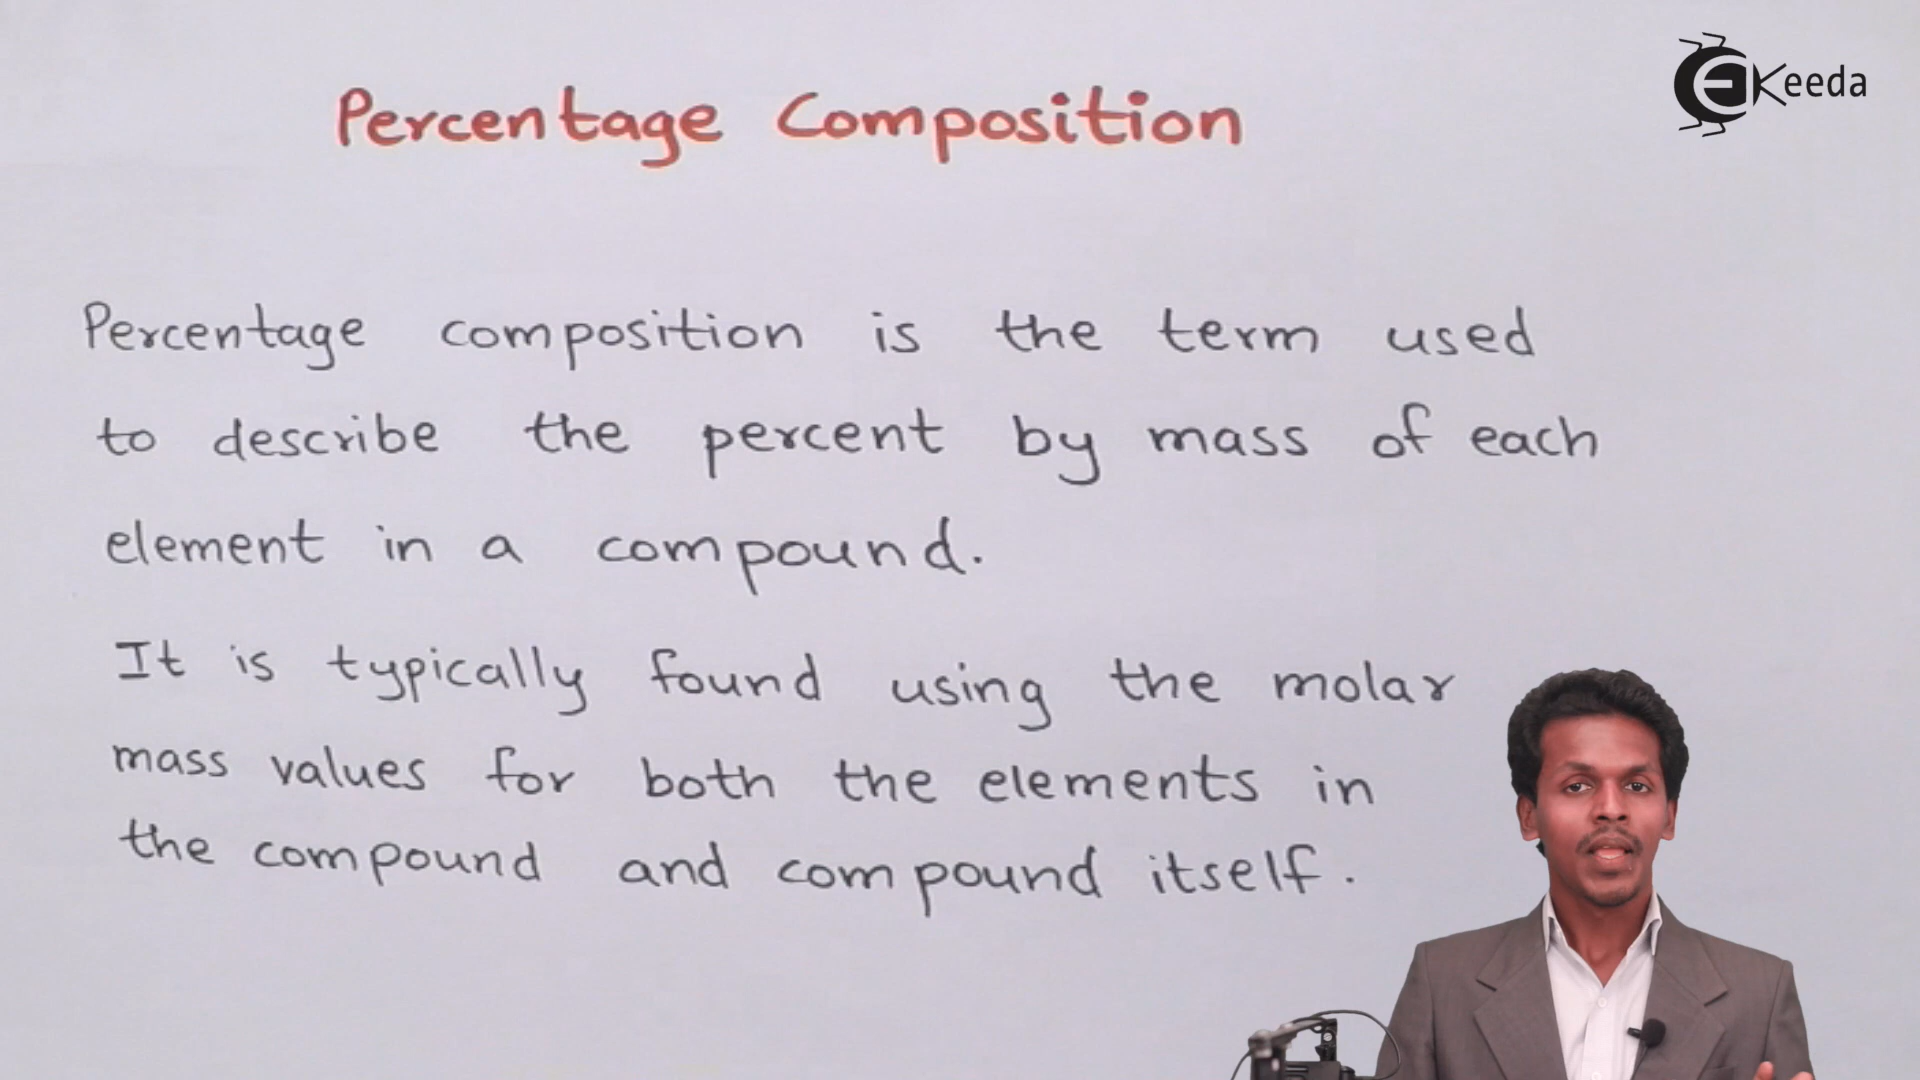 Percentage Composition
EKeeda
Percentage composition is the term used
to describe the percent by mass of each
element in a compound.
It is typically found using the molar
mass values for both the elements in
the compound and compound itself.